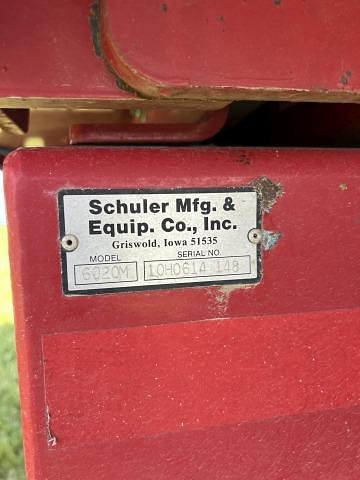 Schuler Mfg. &
Equip. Co., Inc.
Griswold, Iowa 51535
MODEL SERIAL NO.
6020M 10H0614 148